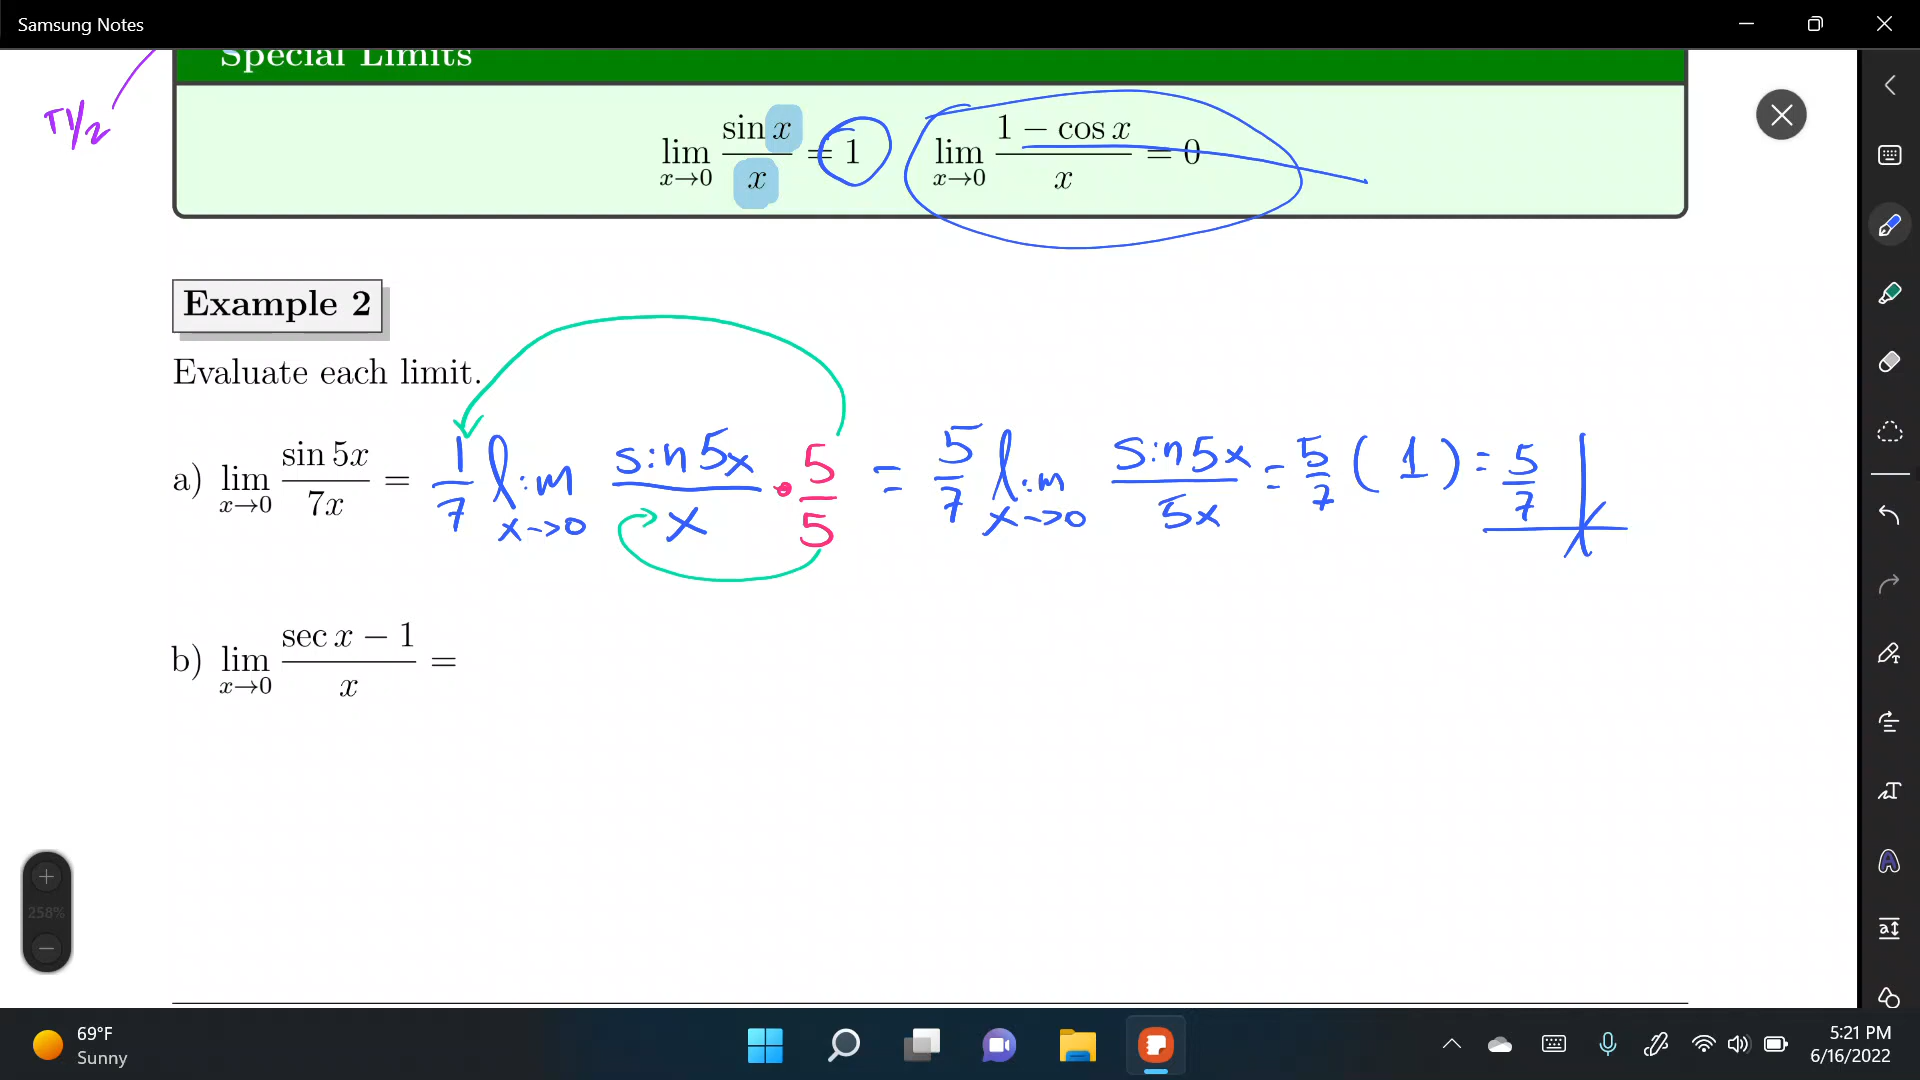 Samsung Notes
Special Limits
π/2
lim x→0 sin x / x = 1    lim x→0 1 − cos x / x = 0
Example 2
Evaluate each limit.
a) lim x→0 sin 5x / 7x = 1/7 lim x→0 sin 5x / x · 5/5 = 5/7 lim x→0 sin 5x / 5x = 5/7 ( 1 ) = 5/7
b) lim x→0 sec x − 1 / x =
258%
69°F
Sunny
5:21 PM
6/16/2022